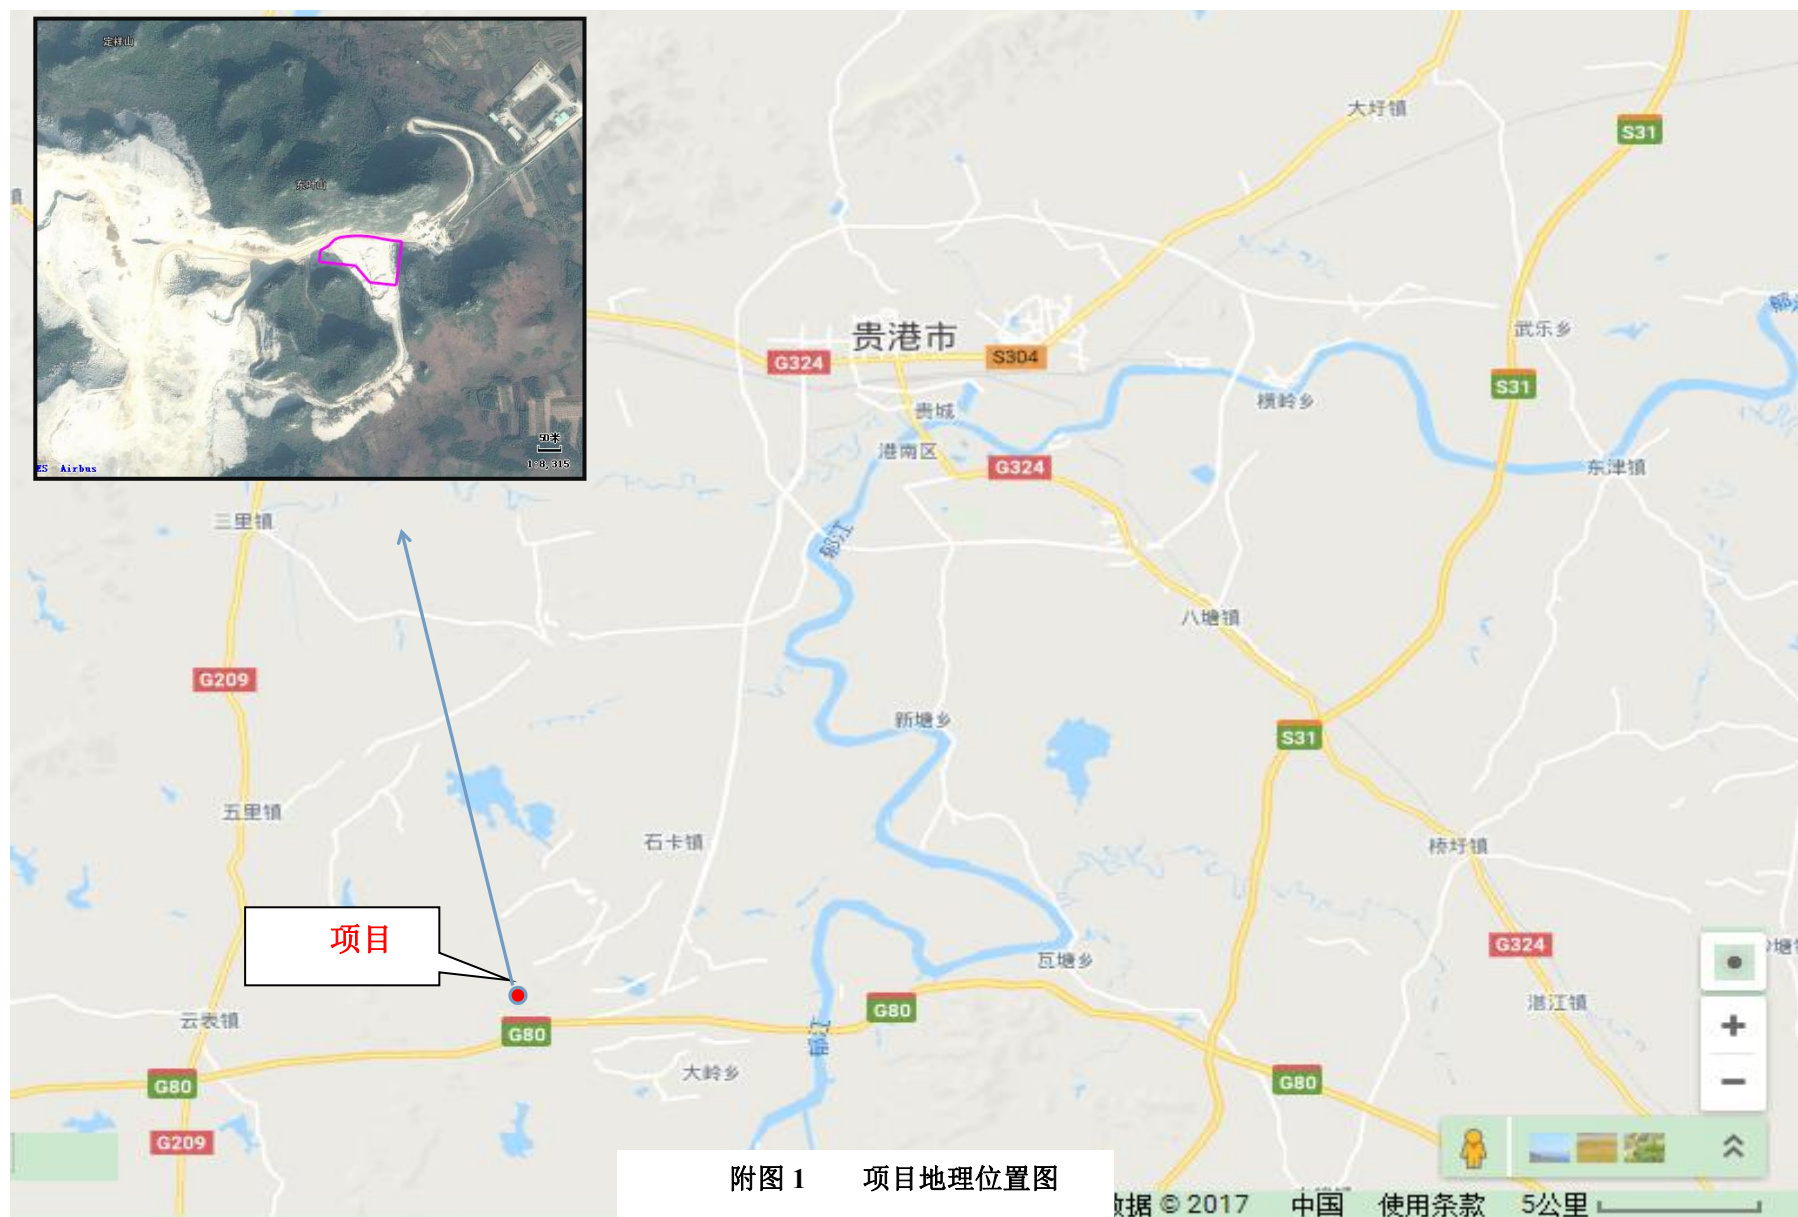 定祥山
东圩山
50米
1:8,315
ES Airbus
大圩镇
S31
贵港市
G324
S304
武乐乡
S31
贵城
横岭乡
港南区
G324
东津镇
三里镇
郁江
八塘镇
G209
新塘乡
S31
五里镇
石卡镇
桥圩镇
项目
G324
瓦塘乡
湛江镇
云表镇
G80
G80
郁江
大岭乡
G80
G80
G209
附图 1 项目地理位置图
数据 © 2017 中国 使用条款 5公里